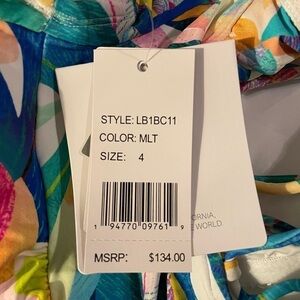 STYLE: LB1BC11
COLOR: MLT
SIZE: 4
1 94770 09761 9
MSRP: $134.00
ORNIA,
E WORLD